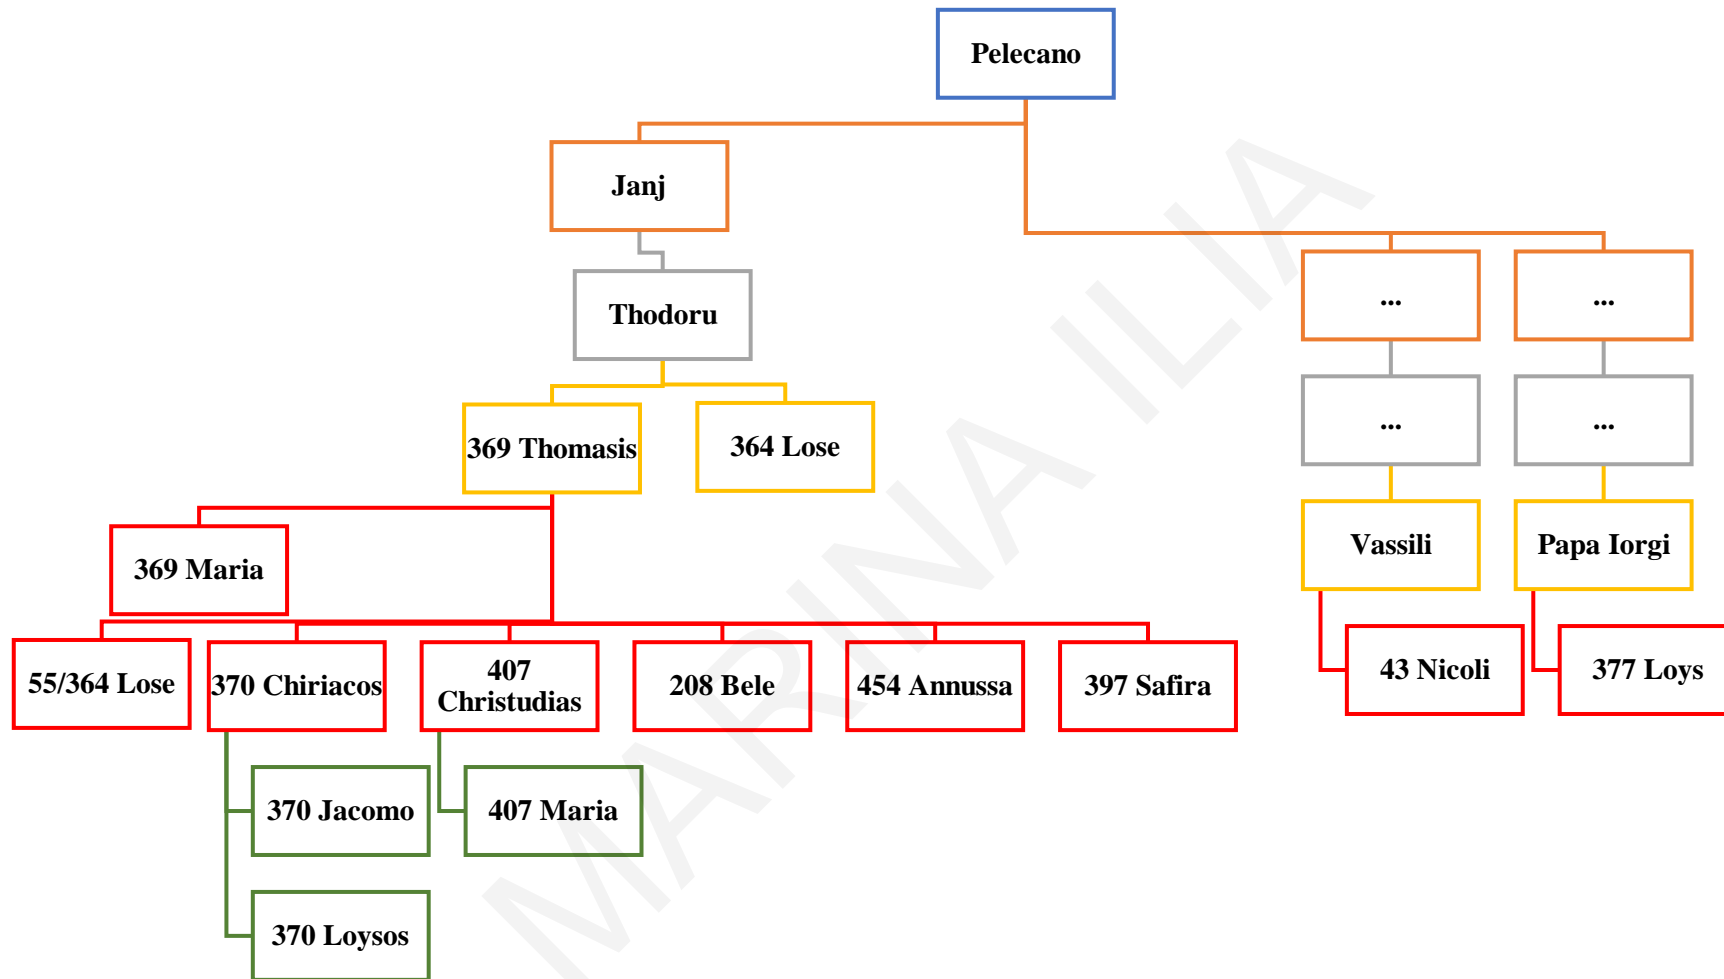 Pelecano
Janj
...
...
Thodoru
...
...
369 Thomasis
364 Lose
Vassili
Papa Iorgi
369 Maria
55/364 Lose
370 Chiriacos
407
Christudias
208 Bele
454 Annussa
397 Safira
43 Nicoli
377 Loys
370 Jacomo
407 Maria
370 Loysos
MARINA ILIA